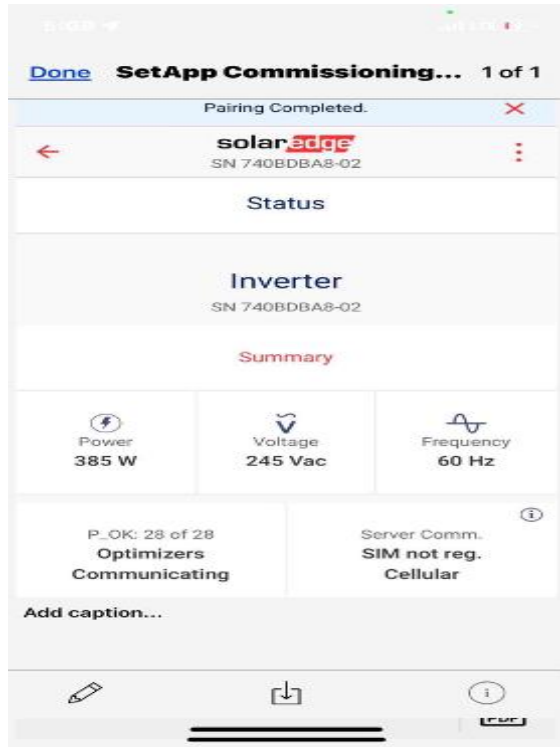 Done SetApp Commissioning... 1 of 1
Pairing Completed.
solaredge
SN 740BDBA8-02
Status
Inverter
SN 740BDBA8-02
Summary
Power Voltage Frequency
385 W 245 Vac 60 Hz
P_OK: 28 of 28 Server Comm.
Optimizers SIM not reg.
Communicating Cellular
Add caption...
PDF